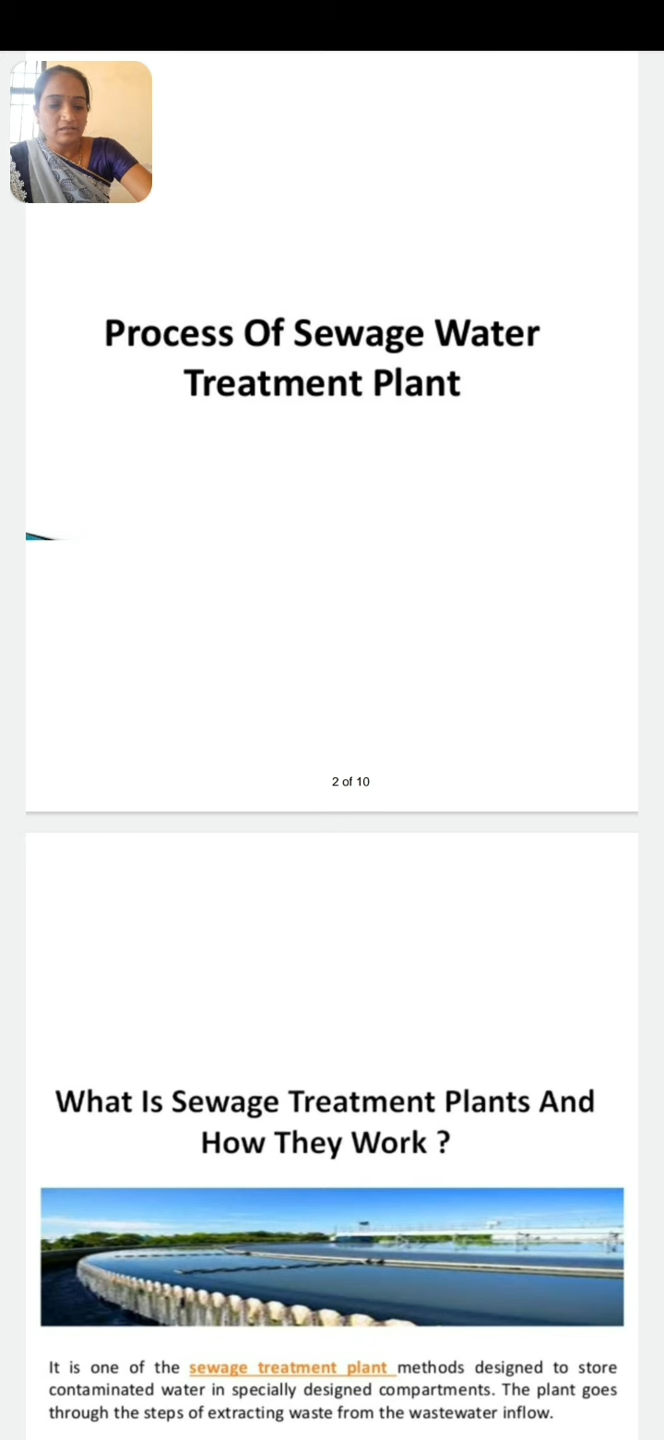 Process Of Sewage Water
Treatment Plant
2 of 10
What Is Sewage Treatment Plants And
How They Work ?
It is one of the sewage treatment plant methods designed to store
contaminated water in specially designed compartments. The plant goes
through the steps of extracting waste from the wastewater inflow.